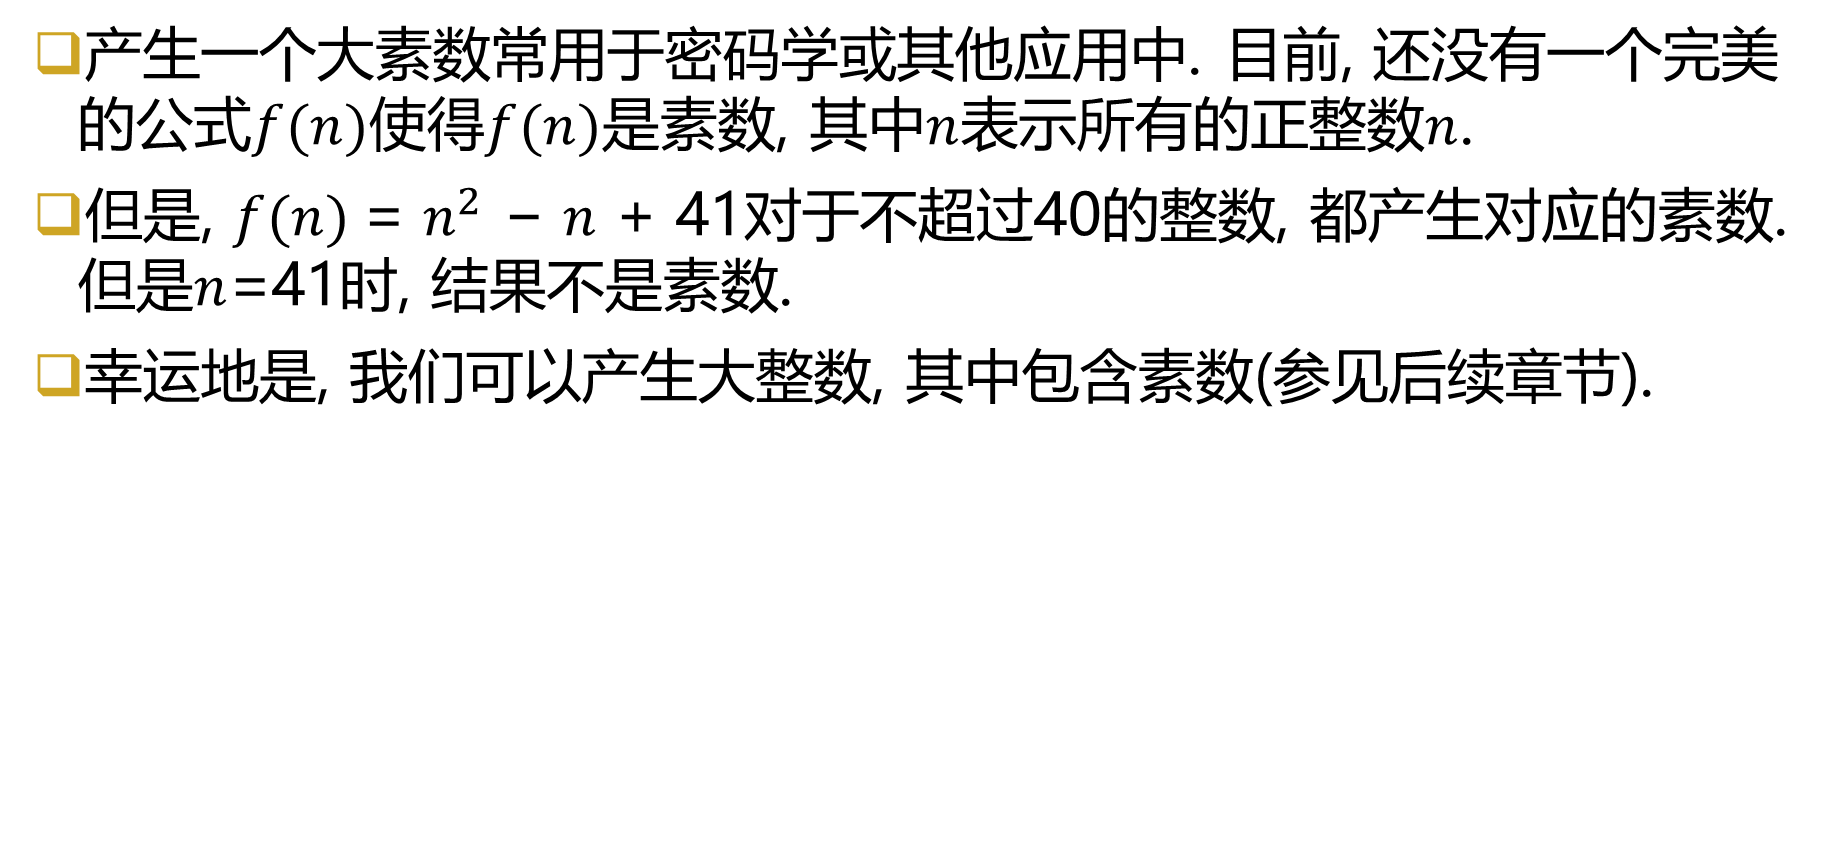 ❑产生一个大素数常用于密码学或其他应用中. 目前, 还没有一个完美
的公式f(n)使得f(n)是素数, 其中n表示所有的正整数n.
❑但是, f(n) = n² − n + 41对于不超过40的整数, 都产生对应的素数.
但是n=41时, 结果不是素数.
❑幸运地是, 我们可以产生大整数, 其中包含素数(参见后续章节).